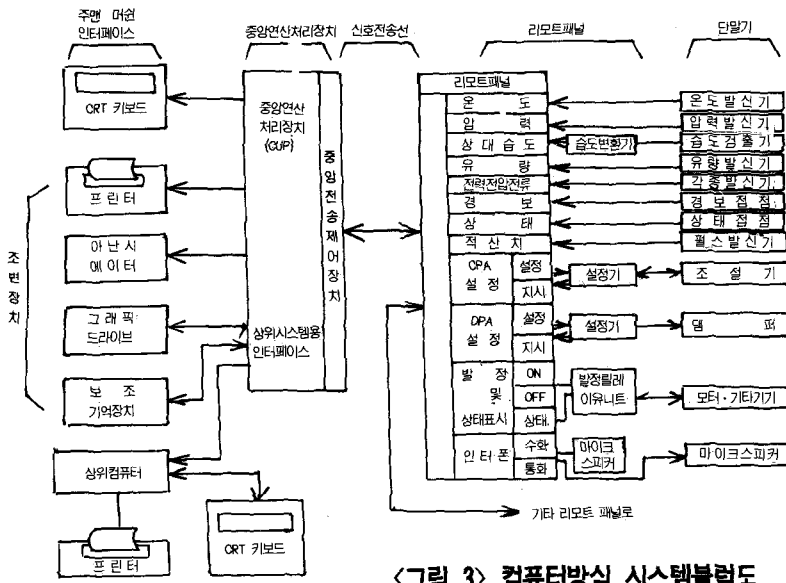 주맨 머쉰
인터페이스
중앙연산처리장치
신호전송선
리모트패널
단말기
CRT 키보드
프린터
아난시
에이터
그래픽
드라이브
보 조
기억장치
조변장치
상위컴퓨터
프린터
CRT 키보드
중앙연산
처리장치
(CUP)
상위시스템용
인터페이스
중앙전송제어장치
리모트패널
온 도
압 력
상대습도
유 량
전력전압전류
경 보
상 태
적산치
CPA
설정
설정
지시
DPA
설정
설정
지시
발 정
및
상태표시
ON
OFF
상태
인터폰
수화
통화
습도변환기
설정기
설정기
발정릴레
이유니트
마이크
스피커
온도발신기
압력발신기
습도검출기
유량발신기
각종발신기
경보접점
상태접점
펄스발신기
조 설 기
댐 퍼
모터·기타기기
마이크스피커
기타 리모트 패널로
<그림 3> 컴퓨터방식 시스템블럭도